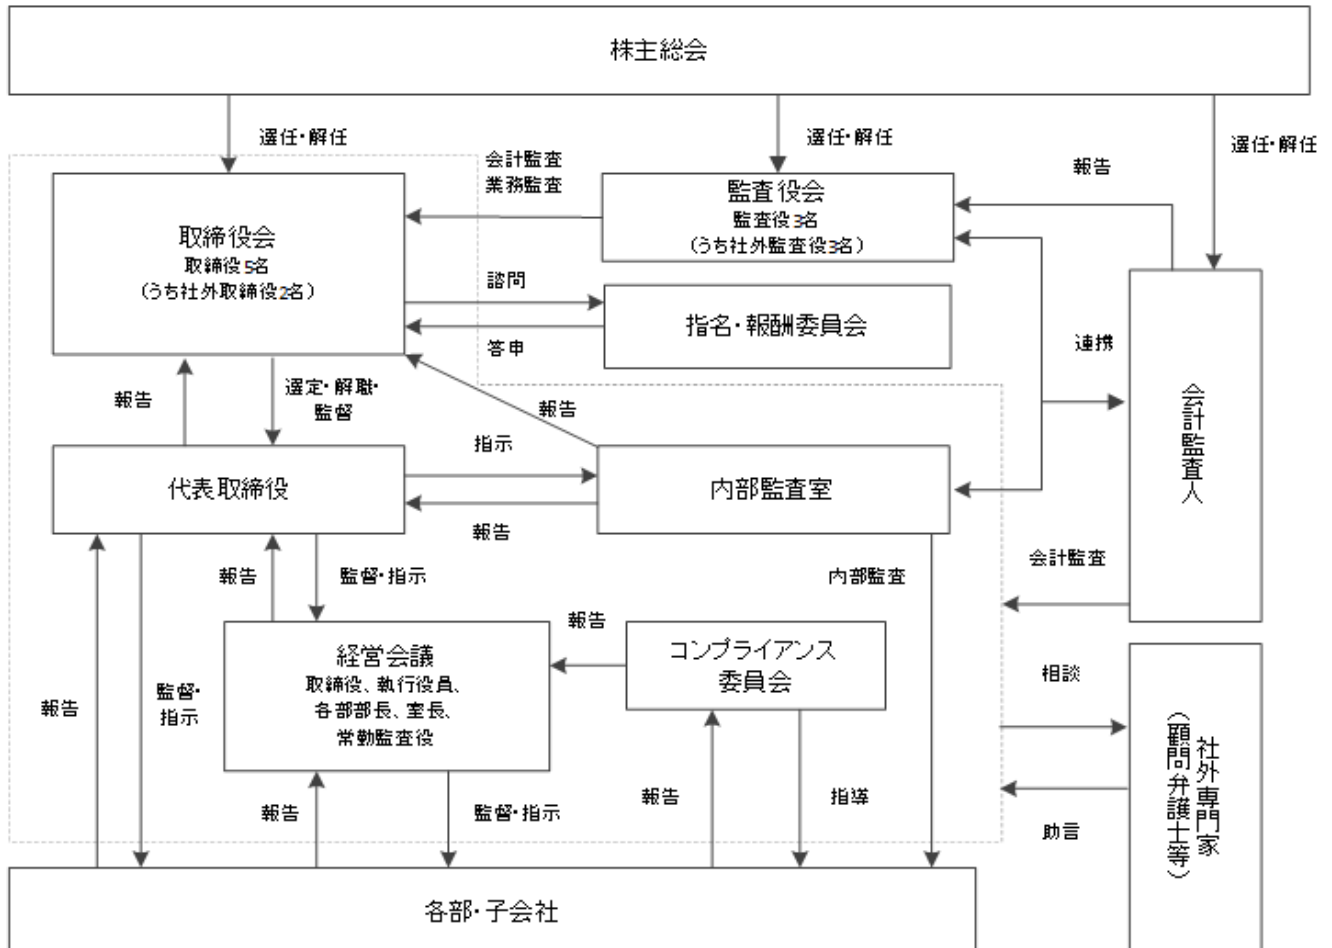 株主総会
選任・解任
選任・解任
選任・解任
会計監査
業務監査
報告
取締役会
取締役5名
(うち社外取締役2名)
監査役会
監査役3名
(うち社外監査役3名)
諮問
答申
指名・報酬委員会
連携
会計監査人
報告
選定・解職・
監督
報告
指示
代表取締役
内部監査室
報告
報告
監督・指示
内部監査
会計監査
報告
経営会議
取締役、執行役員、
各部部長、室長、
常勤監査役
コンプライアンス
委員会
報告
監督・
指示
相談
社外専門家
(顧問弁護士等)
報告
監督・指示
報告
指導
助言
各部・子会社